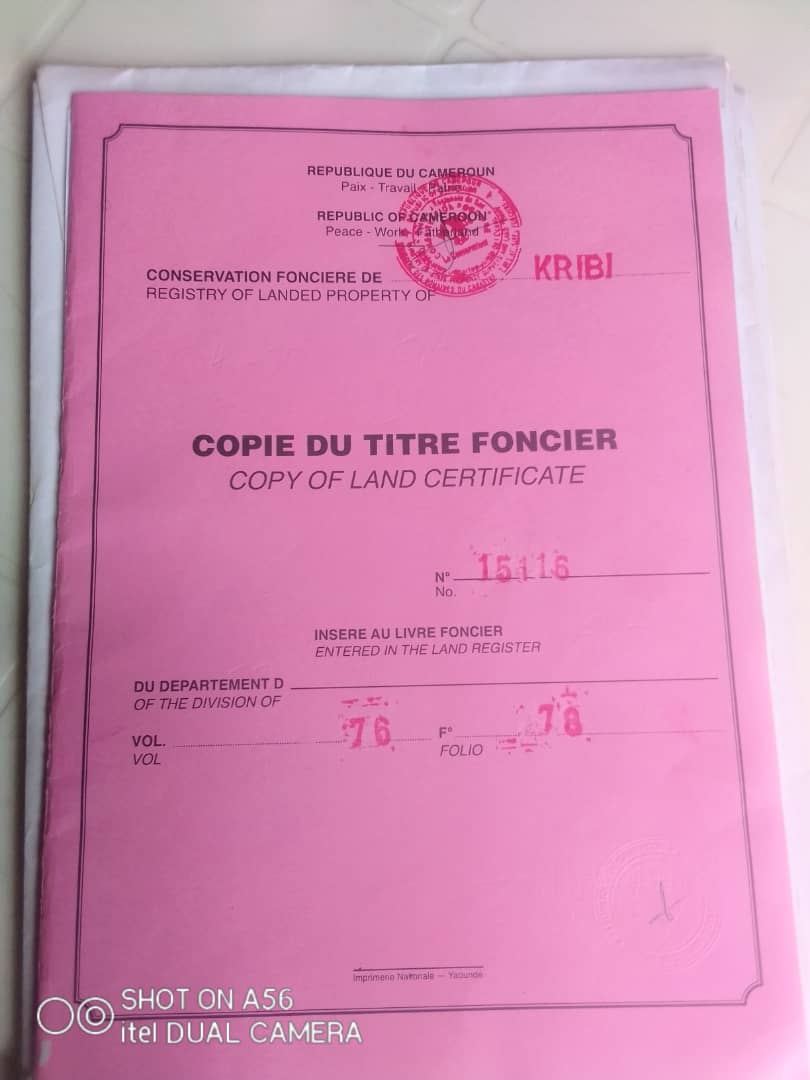 REPUBLIQUE DU CAMEROUN
Paix - Travail - Patrie
REPUBLIC OF CAMEROON
Peace - Work - Fatherland
CONSERVATION FONCIERE DE
REGISTRY OF LANDED PROPERTY OF
KRIBI
COPIE DU TITRE FONCIER
COPY OF LAND CERTIFICATE
N° 15116
No.
INSERE AU LIVRE FONCIER
ENTERED IN THE LAND REGISTER
DU DEPARTEMENT D
OF THE DIVISION OF
VOL. 76 F° 78
VOL FOLIO
Imprimerie Nationale — Yaounde
SHOT ON A56
itel DUAL CAMERA